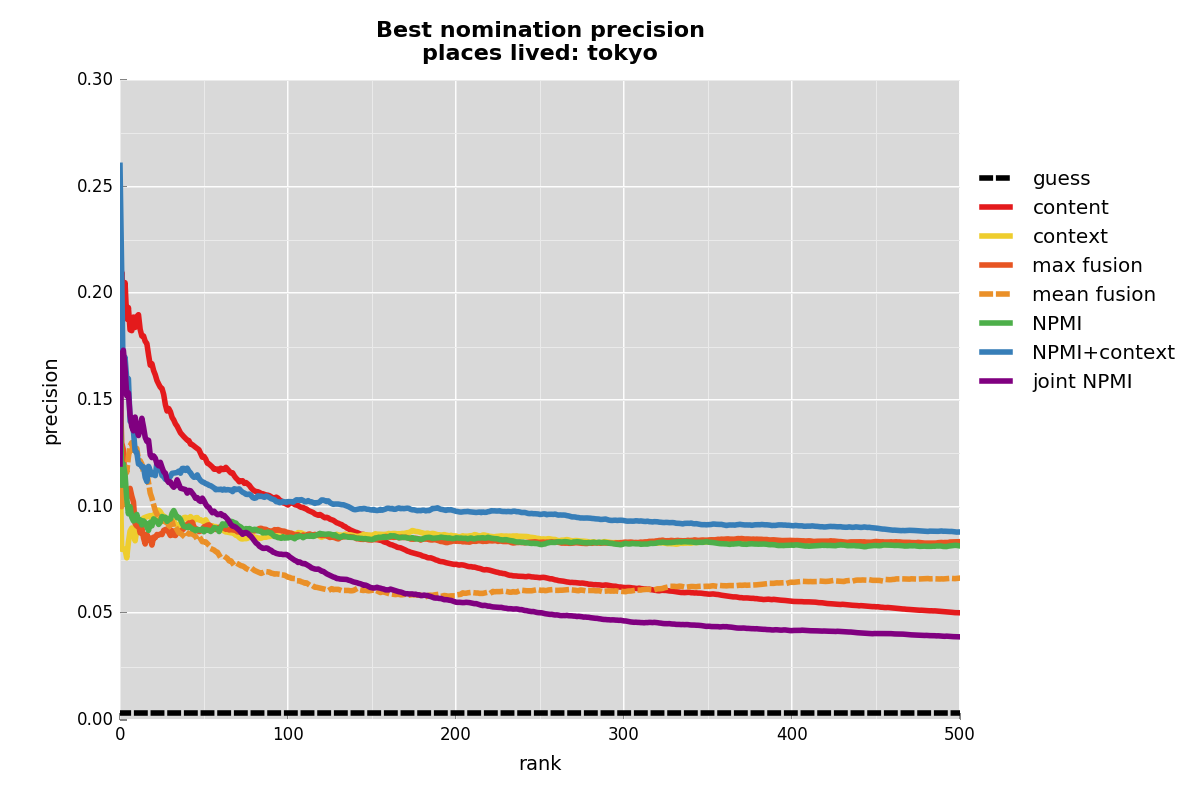 Best nomination precision
places lived: tokyo
0.30
0.25
0.20
0.15
0.10
0.05
0.00
precision
0
100
200
300
400
500
rank
guess
content
context
max fusion
mean fusion
NPMI
NPMI+context
joint NPMI